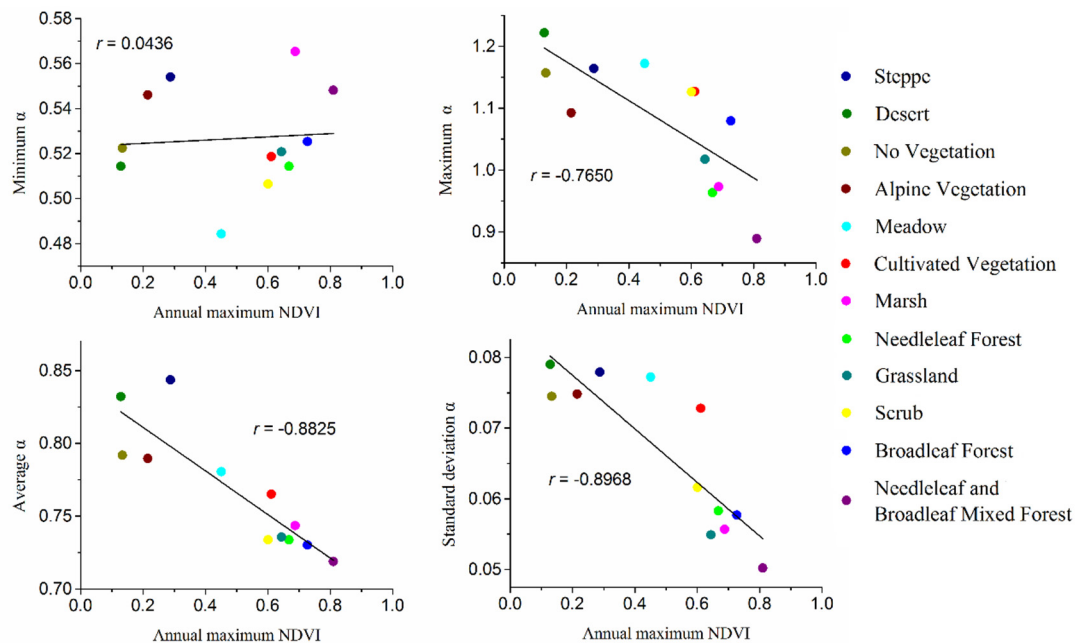 0.58
0.56
0.54
0.52
0.50
0.48
Minimum α
r = 0.0436
0.0 0.2 0.4 0.6 0.8 1.0
Annual maximum NDVI
1.2
1.1
1.0
0.9
Maximum α
r = -0.7650
0.0 0.2 0.4 0.6 0.8 1.0
Annual maximum NDVI
0.85
0.80
0.75
0.70
Average α
r = -0.8825
0.0 0.2 0.4 0.6 0.8 1.0
Annual maximum NDVI
0.08
0.07
0.06
0.05
Standard deviation α
r = -0.8968
0.0 0.2 0.4 0.6 0.8 1.0
Annual maximum NDVI
Steppe
Desert
No Vegetation
Alpine Vegetation
Meadow
Cultivated Vegetation
Marsh
Needleleaf Forest
Grassland
Scrub
Broadleaf Forest
Needleleaf and
Broadleaf Mixed Forest